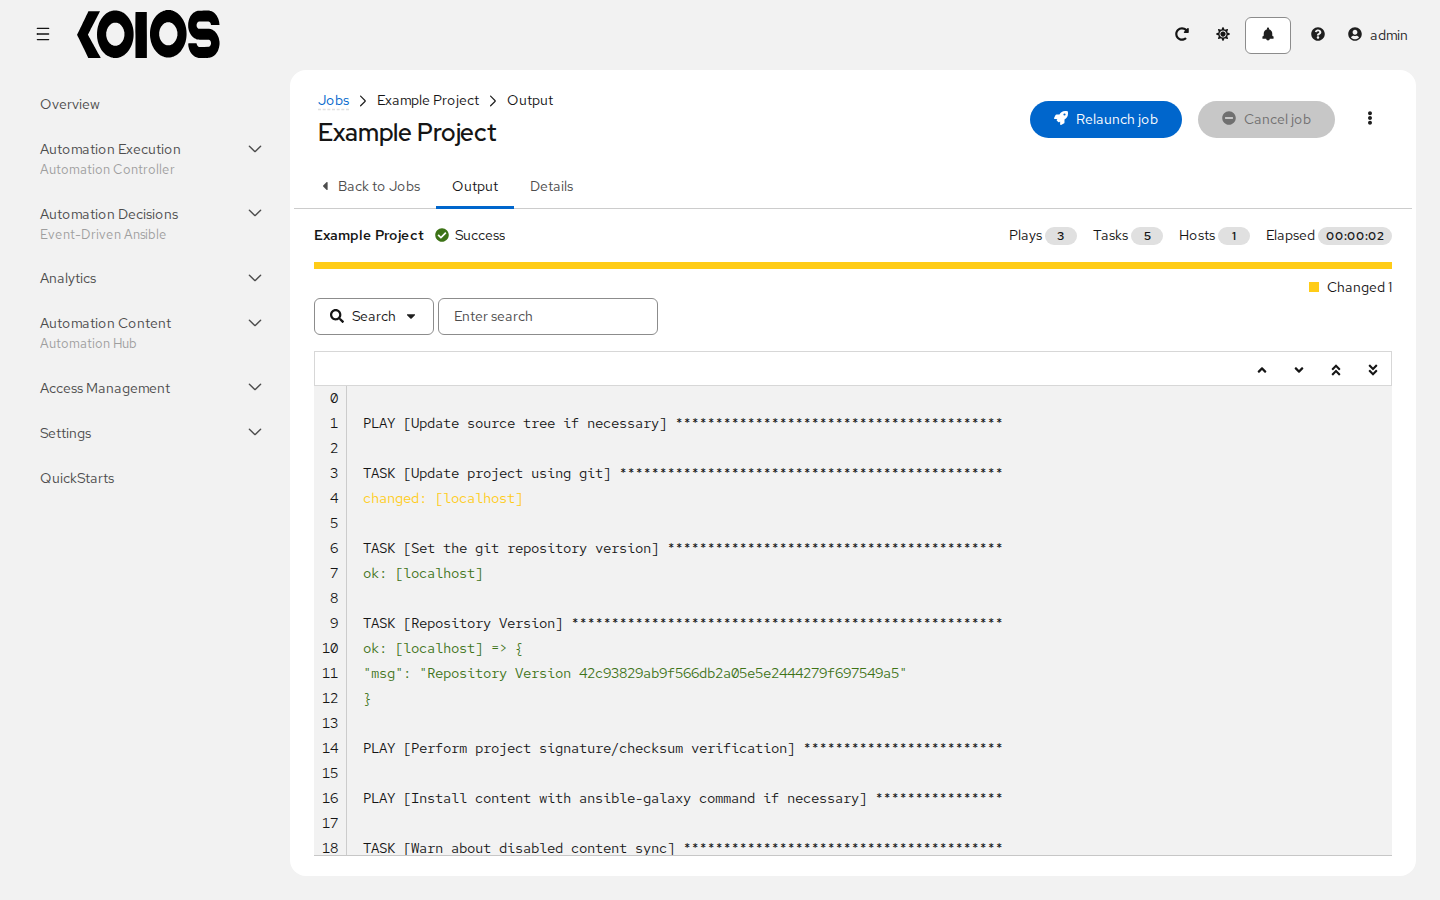 KOIOS
admin
Overview
Automation Execution
Automation Controller
Automation Decisions
Event-Driven Ansible
Analytics
Automation Content
Automation Hub
Access Management
Settings
QuickStarts
Jobs > Example Project > Output
Example Project
Relaunch job
Cancel job
Back to Jobs
Output
Details
Example Project Success
Plays 3 Tasks 5 Hosts 1 Elapsed 00:00:02
Changed 1
Search
Enter search
0
1 PLAY [Update source tree if necessary] *****************************************
2
3 TASK [Update project using git] ************************************************
4 changed: [localhost]
5
6 TASK [Set the git repository version] ******************************************
7 ok: [localhost]
8
9 TASK [Repository Version] ******************************************************
10 ok: [localhost] => {
11 "msg": "Repository Version 42c93829ab9f566db2a05e5e2444279f697549a5"
12 }
13
14 PLAY [Perform project signature/checksum verification] *************************
15
16 PLAY [Install content with ansible-galaxy command if necessary] ****************
17
18 TASK [Warn about disabled content sync] ****************************************